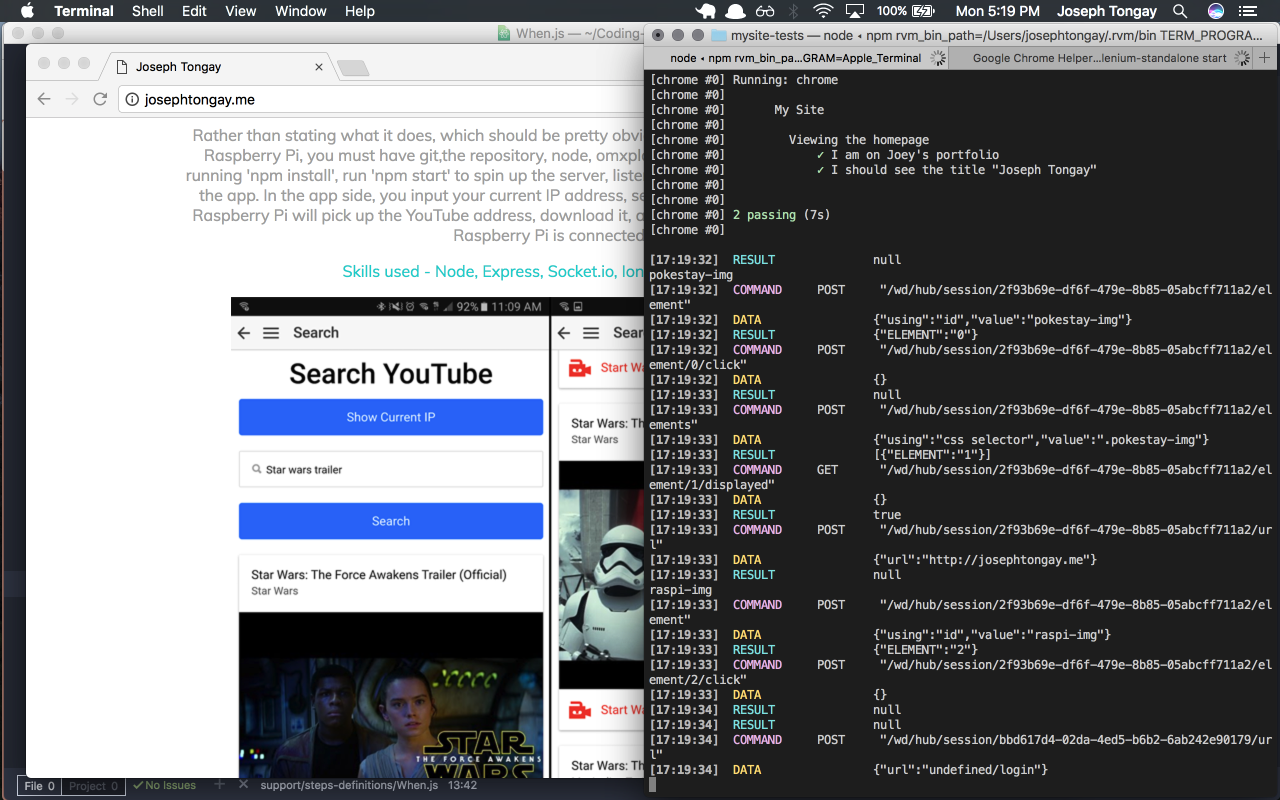 Terminal Shell Edit View Window Help
100% Mon 5:19 PM Joseph Tongay
When.js — ~/Coding-
Joseph Tongay
josephtongay.me
Rather than stating what it does, which should be pretty obvi
Raspberry Pi, you must have git,the repository, node, omxpl
running 'npm install', run 'npm start' to spin up the server, liste
the app. In the app side, you input your current IP address, se
Raspberry Pi will pick up the YouTube address, download it, a
Raspberry Pi is connected
Skills used - Node, Express, Socket.io, Ion
92% 11:09 AM
Search
Search YouTube
Show Current IP
Star wars trailer
Search
Star Wars: The Force Awakens Trailer (Official)
Star Wars
STAR
THE FORCE AWAKENS
WARS
Sear
Start Wa
Star Wars: Th
Star Wars
Start Wa
Star Wars: Th
Star Wars
File 0 Project 0 No Issues support/steps-definitions/When.js 13:42
mysite-tests — node ◂ npm rvm_bin_path=/Users/josephtongay/.rvm/bin TERM_PROGRA...
node ◂ npm rvm_bin_pa...GRAM=Apple_Terminal
Google Chrome Helper...lenium-standalone start
[chrome #0] Running: chrome
[chrome #0]
[chrome #0] My Site
[chrome #0]
[chrome #0] Viewing the homepage
[chrome #0] ✓ I am on Joey's portfolio
[chrome #0] ✓ I should see the title "Joseph Tongay"
[chrome #0]
[chrome #0]
[chrome #0] 2 passing (7s)
[chrome #0]
[17:19:32] RESULT null
pokestay-img
[17:19:32] COMMAND POST "/wd/hub/session/2f93b69e-df6f-479e-8b85-05abcff711a2/el
ement"
[17:19:32] DATA {"using":"id","value":"pokestay-img"}
[17:19:32] RESULT {"ELEMENT":"0"}
[17:19:32] COMMAND POST "/wd/hub/session/2f93b69e-df6f-479e-8b85-05abcff711a2/el
ement/0/click"
[17:19:32] DATA {}
[17:19:33] RESULT null
[17:19:33] COMMAND POST "/wd/hub/session/2f93b69e-df6f-479e-8b85-05abcff711a2/el
ements"
[17:19:33] DATA {"using":"css selector","value":".pokestay-img"}
[17:19:33] RESULT [{"ELEMENT":"1"}]
[17:19:33] COMMAND GET "/wd/hub/session/2f93b69e-df6f-479e-8b85-05abcff711a2/el
ement/1/displayed"
[17:19:33] DATA {}
[17:19:33] RESULT true
[17:19:33] COMMAND POST "/wd/hub/session/2f93b69e-df6f-479e-8b85-05abcff711a2/ur
l"
[17:19:33] DATA {"url":"http://josephtongay.me"}
[17:19:33] RESULT null
raspi-img
[17:19:33] COMMAND POST "/wd/hub/session/2f93b69e-df6f-479e-8b85-05abcff711a2/el
ement"
[17:19:33] DATA {"using":"id","value":"raspi-img"}
[17:19:33] RESULT {"ELEMENT":"2"}
[17:19:33] COMMAND POST "/wd/hub/session/2f93b69e-df6f-479e-8b85-05abcff711a2/el
ement/2/click"
[17:19:33] DATA {}
[17:19:34] RESULT null
[17:19:34] RESULT null
[17:19:34] COMMAND POST "/wd/hub/session/bbd617d4-02da-4ed5-b6b2-6ab242e90179/ur
l"
[17:19:34] DATA {"url":"undefined/login"}